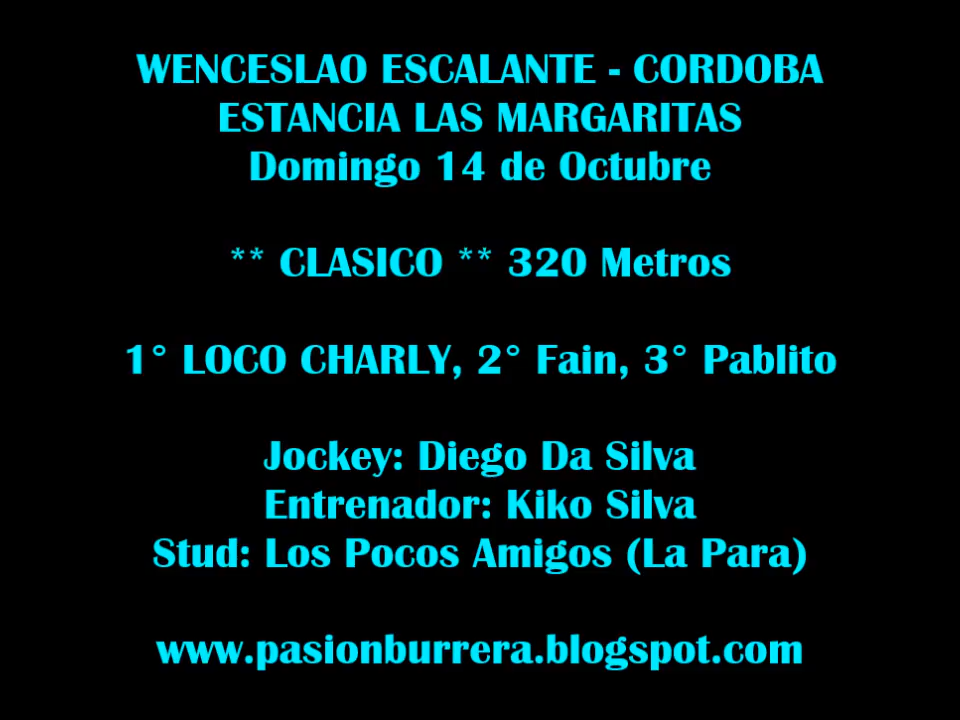 WENCESLAO ESCALANTE - CORDOBA
ESTANCIA LAS MARGARITAS
Domingo 14 de Octubre
** CLASICO ** 320 Metros
1° LOCO CHARLY, 2° Fain, 3° Pablito
Jockey: Diego Da Silva
Entrenador: Kiko Silva
Stud: Los Pocos Amigos (La Para)
www.pasionburrera.blogspot.com